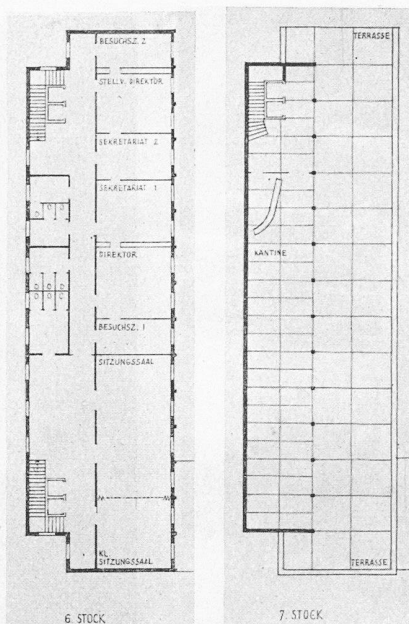 BESUCHSZ. 2
STELLV. DIREKTOR
SEKRETARIAT 2
SEKRETARIAT 1
DIREKTOR
BESUCHSZ. 1
SITZUNGSSAAL
KL.
SITZUNGSSAAL
6. STOCK
TERRASSE
KANTINE
TERRASSE
7. STOCK